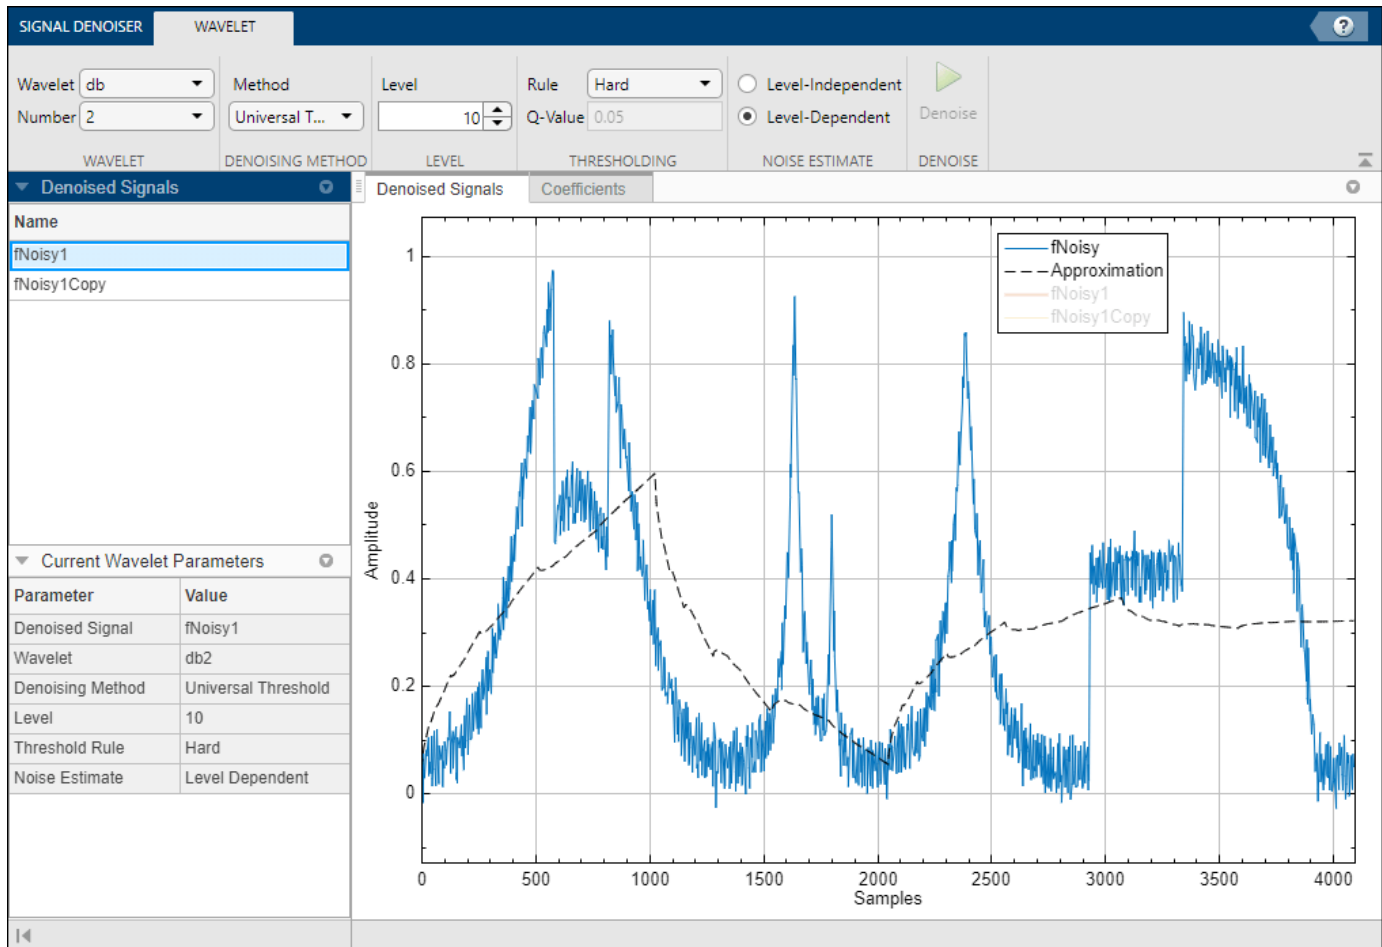 SIGNAL DENOISER WAVELET ?
Wavelet db Method Level Rule Hard Level-Independent
Number 2 Universal T... 10 Q-Value 0.05 Level-Dependent Denoise
WAVELET DENOISING METHOD LEVEL THRESHOLDING NOISE ESTIMATE DENOISE
Denoised Signals
Name
fNoisy1
fNoisy1Copy
Current Wavelet Parameters
Parameter Value
Denoised Signal fNoisy1
Wavelet db2
Denoising Method Universal Threshold
Level 10
Threshold Rule Hard
Noise Estimate Level Dependent
Denoised Signals Coefficients
fNoisy
Approximation
fNoisy1
fNoisy1Copy
1
0.8
0.6
0.4
0.2
0
Amplitude
0 500 1000 1500 2000 2500 3000 3500 4000
Samples